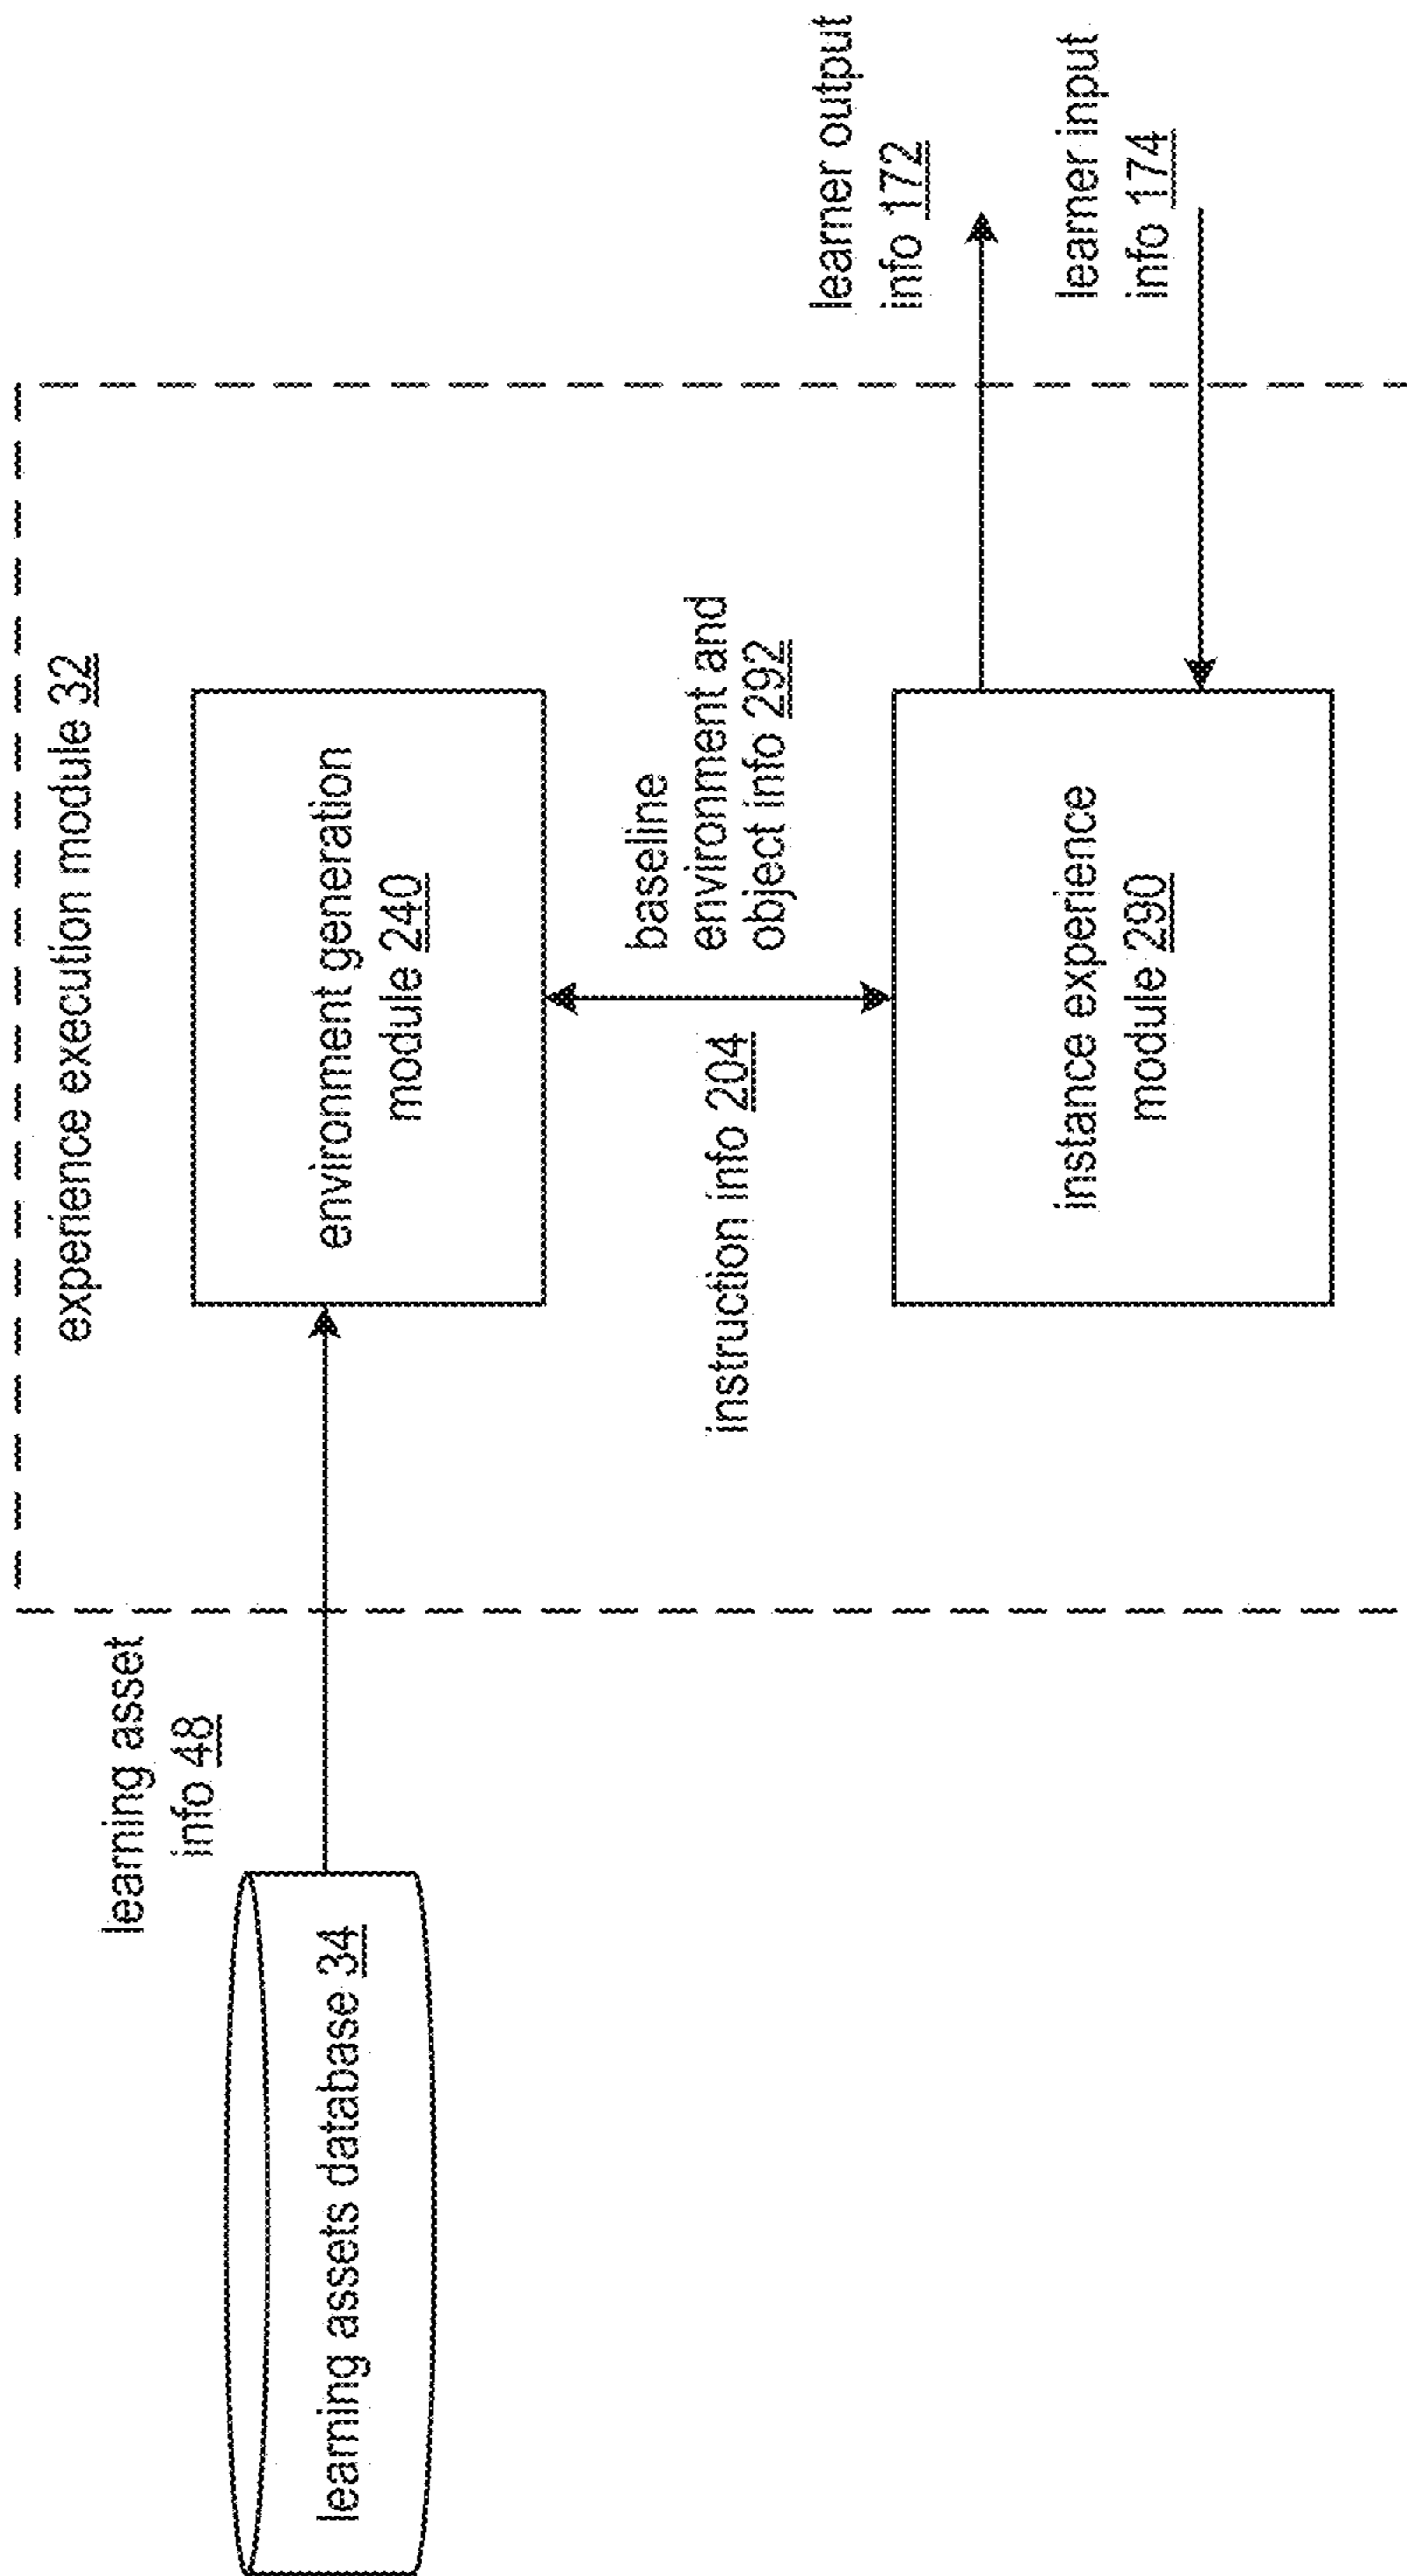 experience execution module 32
learning asset
info 48
learning assets database 34
environment generation
module 240
baseline
environment and
object info 292
instruction info 204
instance experience
module 290
learner output
info 172
learner input
info 174